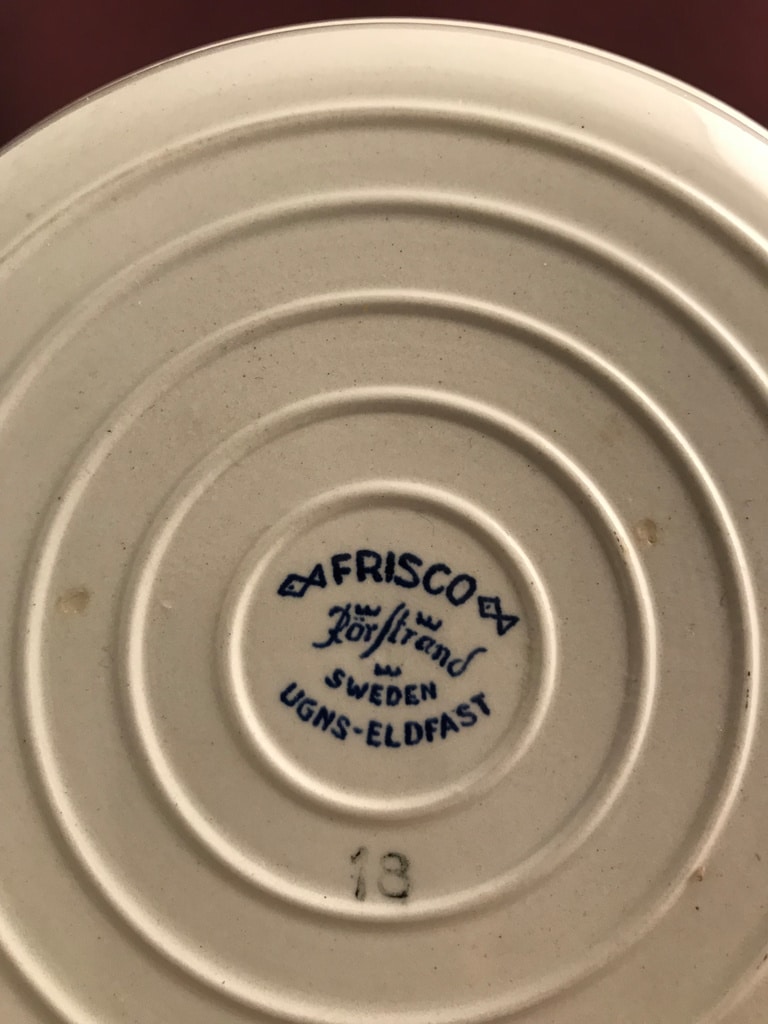 FRISCO
Rörstrand
SWEDEN
UGNS-ELDFAST
18